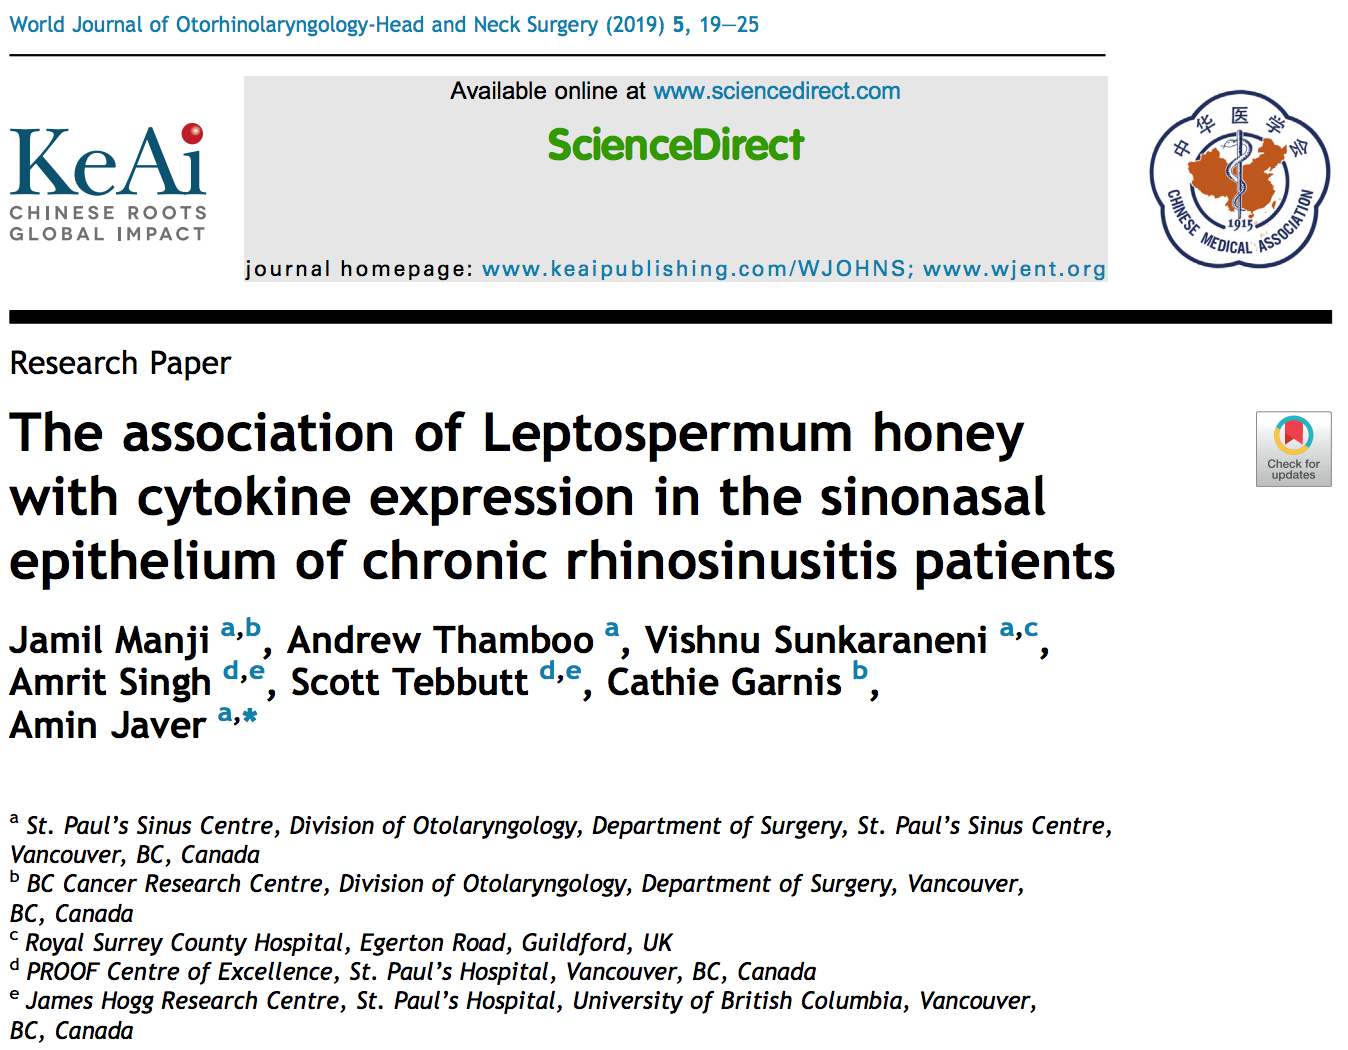 World Journal of Otorhinolaryngology-Head and Neck Surgery (2019) 5, 19–25
Available online at www.sciencedirect.com
ScienceDirect
KeAi
CHINESE ROOTS
GLOBAL IMPACT
journal homepage: www.keaipublishing.com/WJOHNS; www.wjent.org
中华医学会
1915
CHINESE MEDICAL ASSOCIATION
Research Paper
The association of Leptospermum honey
with cytokine expression in the sinonasal
epithelium of chronic rhinosinusitis patients
Check for
updates
Jamil Manji a,b, Andrew Thamboo a, Vishnu Sunkaraneni a,c,
Amrit Singh d,e, Scott Tebbutt d,e, Cathie Garnis b,
Amin Javer a,*
a St. Paul's Sinus Centre, Division of Otolaryngology, Department of Surgery, St. Paul's Sinus Centre,
Vancouver, BC, Canada
b BC Cancer Research Centre, Division of Otolaryngology, Department of Surgery, Vancouver,
BC, Canada
c Royal Surrey County Hospital, Egerton Road, Guildford, UK
d PROOF Centre of Excellence, St. Paul's Hospital, Vancouver, BC, Canada
e James Hogg Research Centre, St. Paul's Hospital, University of British Columbia, Vancouver,
BC, Canada